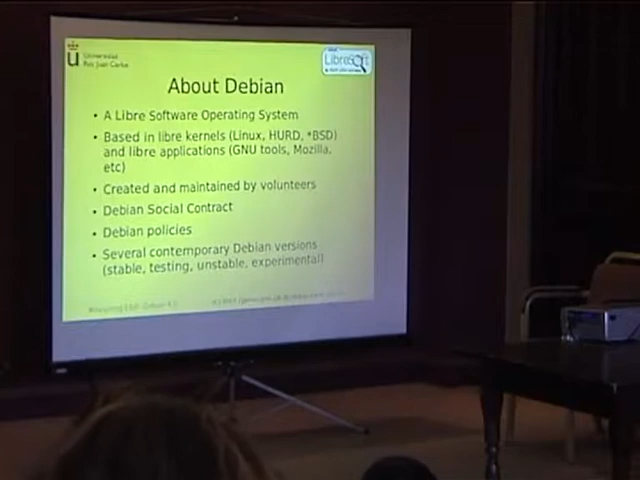 Universidad
Rey Juan Carlos
LibreSoft
About Debian
• A Libre Software Operating System
• Based in libre kernels (Linux, HURD, *BSD)
and libre applications (GNU tools, Mozilla,
etc)
• Created and maintained by volunteers
• Debian Social Contract
• Debian policies
• Several contemporary Debian versions
(stable, testing, unstable, experimental)